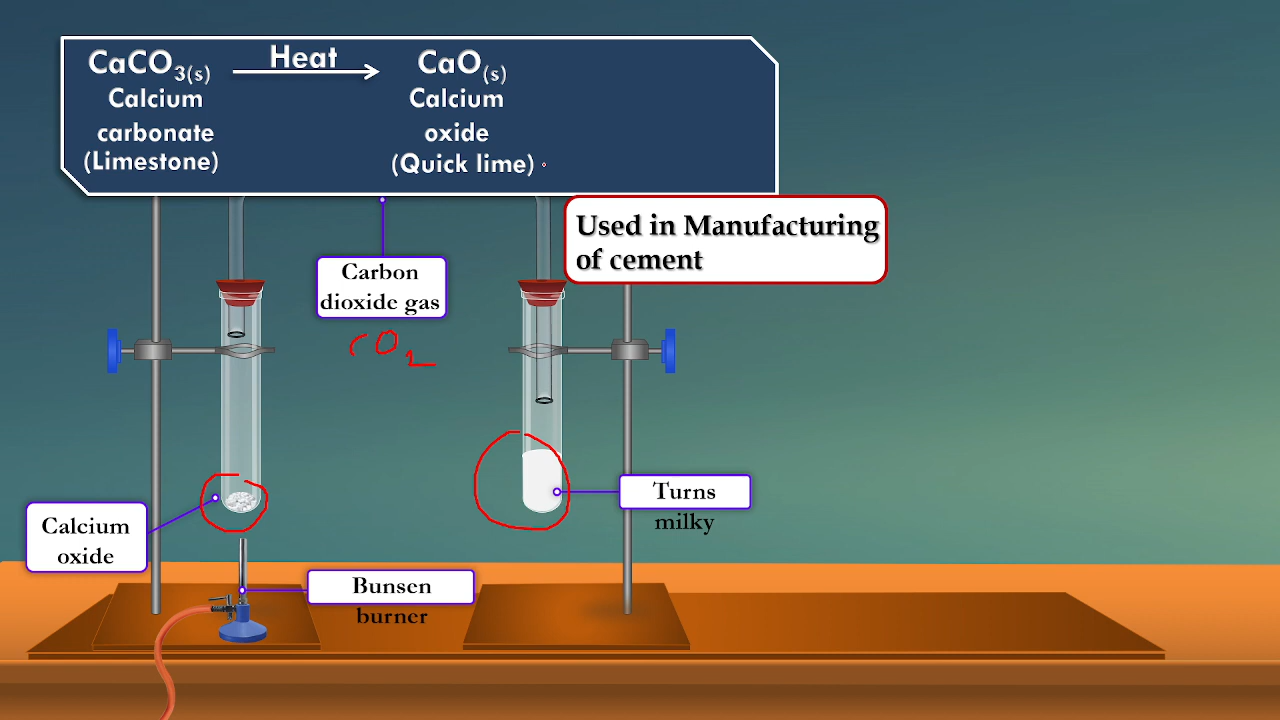 CaCO3(s) Heat CaO(s)
Calcium Calcium
carbonate oxide
(Limestone) (Quick lime)
Used in Manufacturing
of cement
Carbon
dioxide gas
CO2
Turns
milky
Calcium
oxide
Bunsen
burner